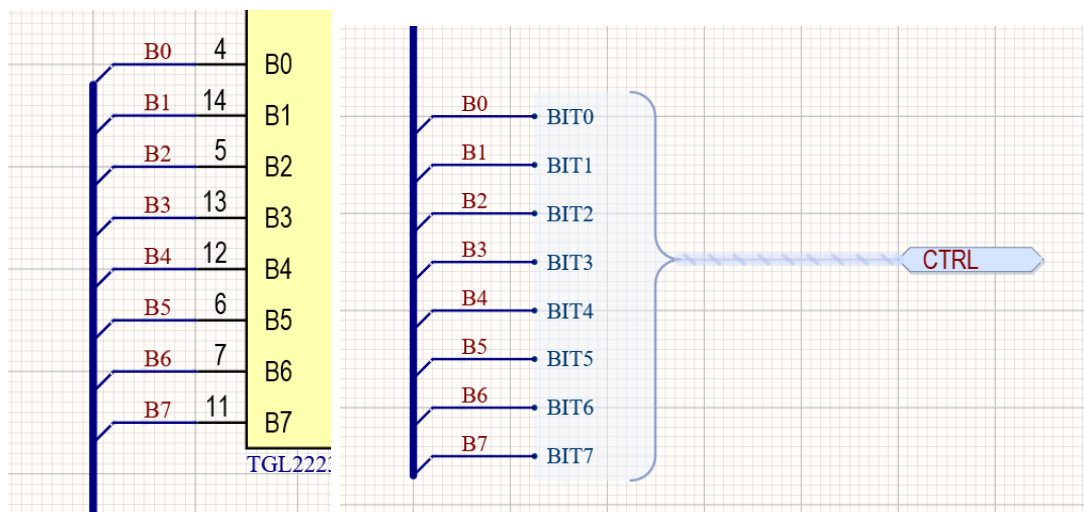 B0 4 B0
B1 14 B1
B2 5 B2
B3 13 B3
B4 12 B4
B5 6 B5
B6 7 B6
B7 11 B7
B0 BIT0
B1 BIT1
B2 BIT2
B3 BIT3
CTRL
B4 BIT4
B5 BIT5
B6 BIT6
B7 BIT7